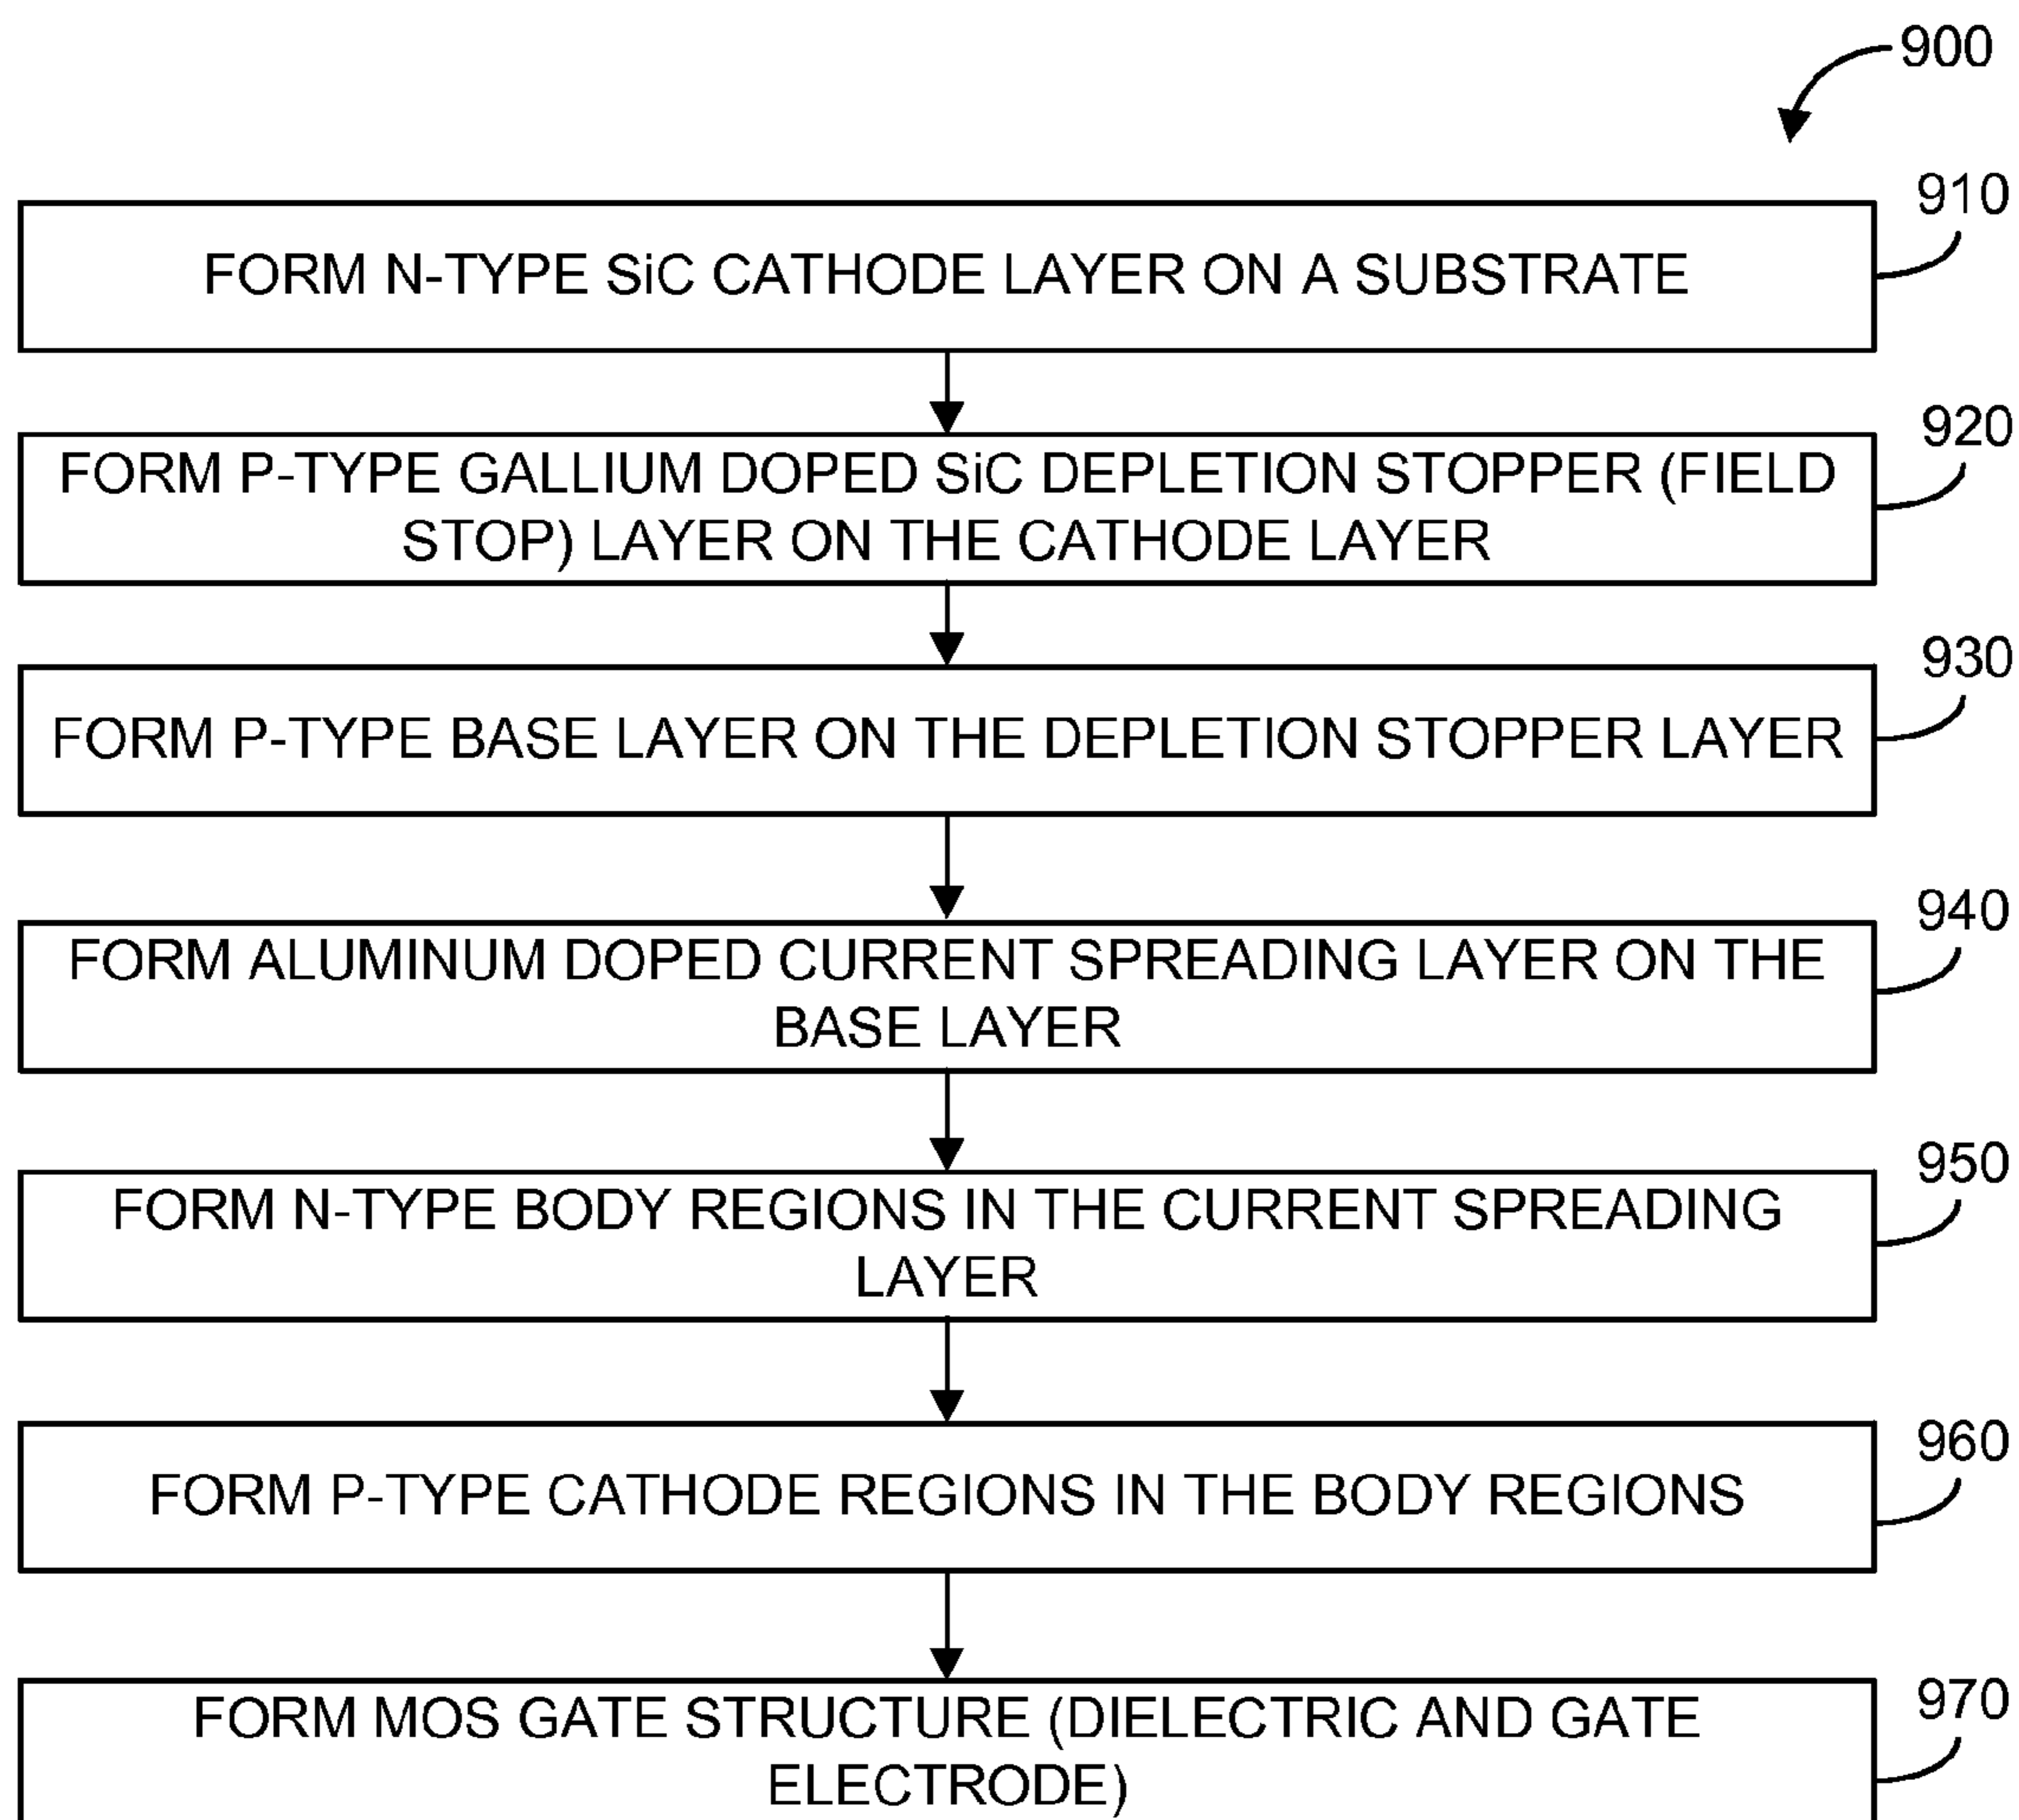 900
910
FORM N-TYPE SiC CATHODE LAYER ON A SUBSTRATE
920
FORM P-TYPE GALLIUM DOPED SiC DEPLETION STOPPER (FIELD
STOP) LAYER ON THE CATHODE LAYER
930
FORM P-TYPE BASE LAYER ON THE DEPLETION STOPPER LAYER
940
FORM ALUMINUM DOPED CURRENT SPREADING LAYER ON THE
BASE LAYER
950
FORM N-TYPE BODY REGIONS IN THE CURRENT SPREADING
LAYER
960
FORM P-TYPE CATHODE REGIONS IN THE BODY REGIONS
970
FORM MOS GATE STRUCTURE (DIELECTRIC AND GATE
ELECTRODE)